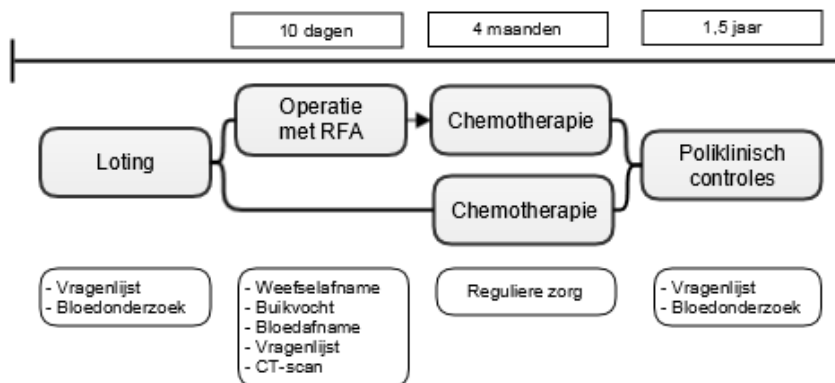 10 dagen
4 maanden
1,5 jaar
Operatie
met RFA
Chemotherapie
Loting
Poliklinisch
controles
Chemotherapie
- Vragenlijst
- Bloedonderzoek
- Weefselafname
- Buikvocht
- Bloedafname
- Vragenlijst
- CT-scan
Reguliere zorg
- Vragenlijst
- Bloedonderzoek